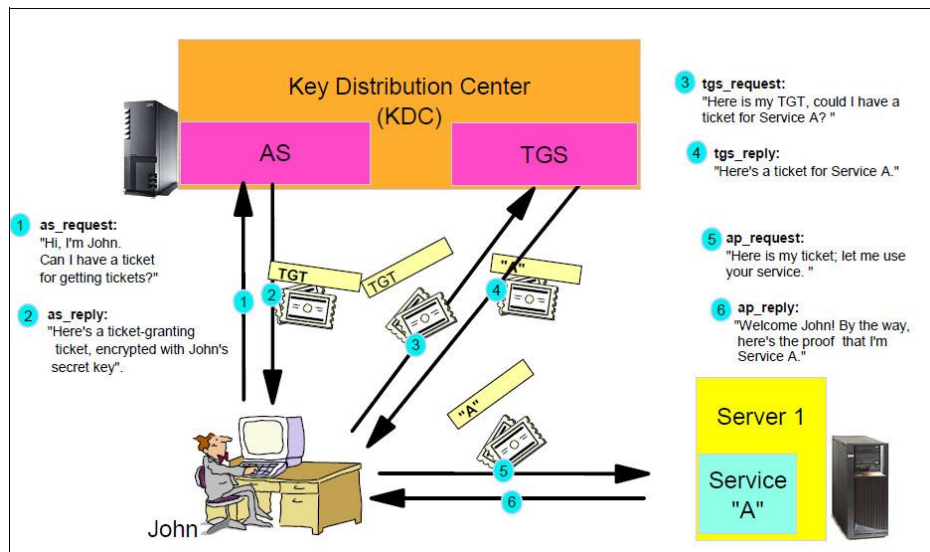 Key Distribution Center
(KDC)
AS
TGS
1
as_request:
"Hi, I'm John.
Can I have a ticket
for getting tickets?"
2
as_reply:
"Here's a ticket-granting
ticket, encrypted with John's
secret key".
3
tgs_request:
"Here is my TGT, could I have a
ticket for Service A? "
4
tgs_reply:
"Here's a ticket for Service A."
5
ap_request:
"Here is my ticket; let me use
your service. "
6
ap_reply:
"Welcome John! By the way,
here's the proof that I'm
Service A."
1
TGT
2
TGT
3
"A"
4
"A"
5
6
John
Server 1
Service
"A"